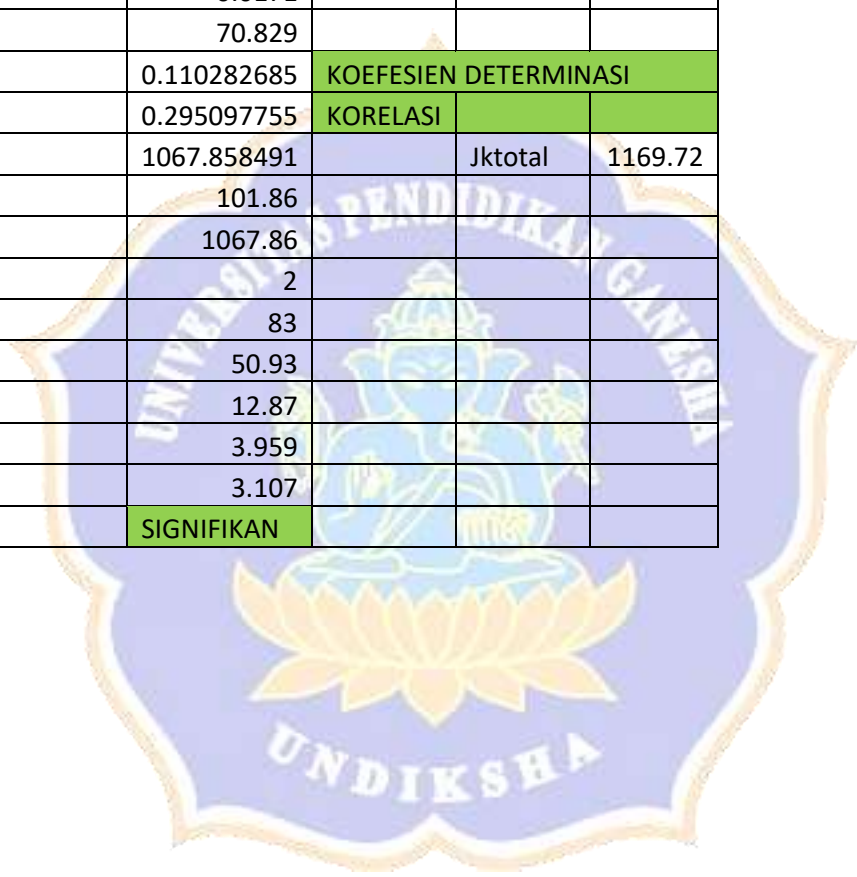 70.829
0.110282685 KOEFESIEN DETERMINASI
0.295097755 KORELASI
1067.858491 Jktotal 1169.72
101.86
1067.86
2
83
50.93
12.87
3.959
3.107
SIGNIFIKAN
UNIVERSITAS PENDIDIKAN GANESHA
UNDIKSHA